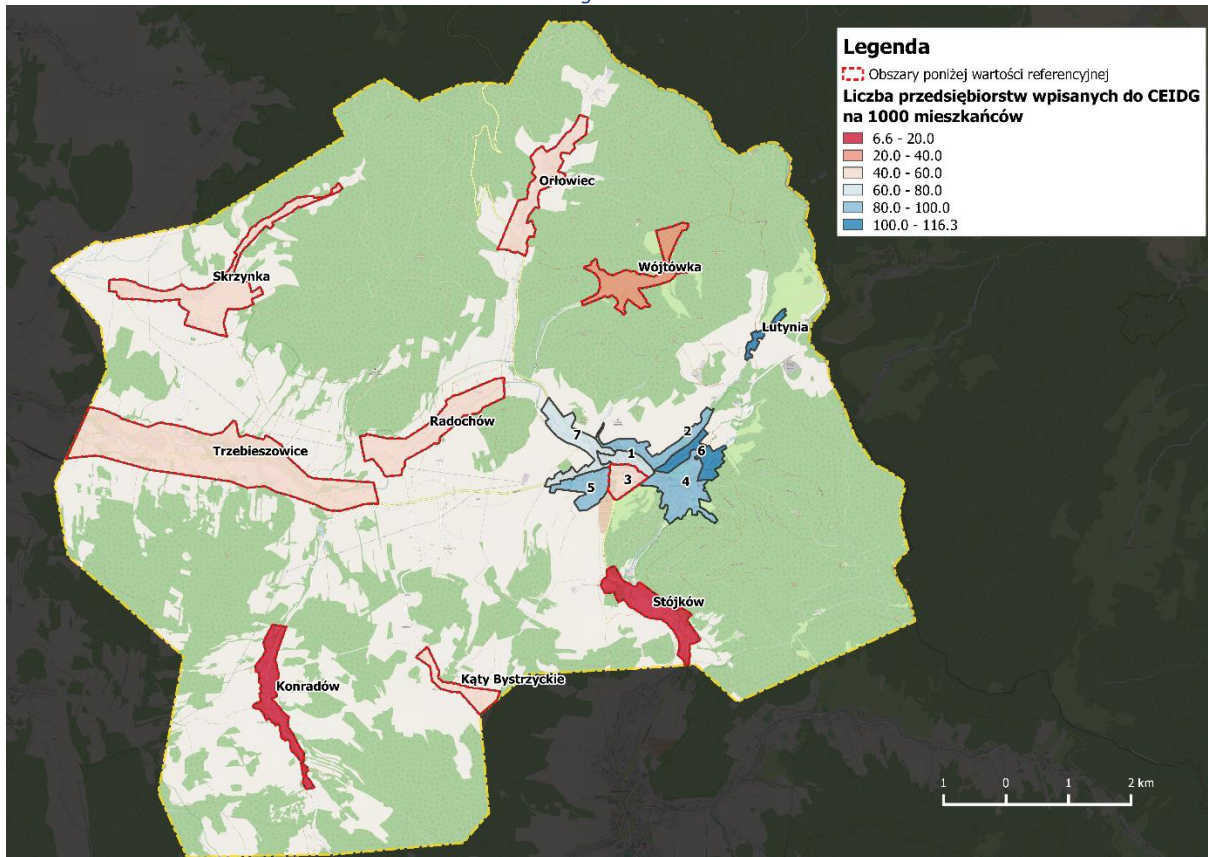 Legenda
Obszary poniżej wartości referencyjnej
Liczba przedsiębiorstw wpisanych do CEIDG
na 1000 mieszkańców
6.6 - 20.0
20.0 - 40.0
40.0 - 60.0
60.0 - 80.0
80.0 - 100.0
100.0 - 116.3
Orłowiec
Skrzynka
Wójtówka
Lutynia
Radochów
Trzebieszowice
7
2
1
6
3
4
5
Stójków
Kąty Bystrzyckie
Konradów
1 0 1 2 km